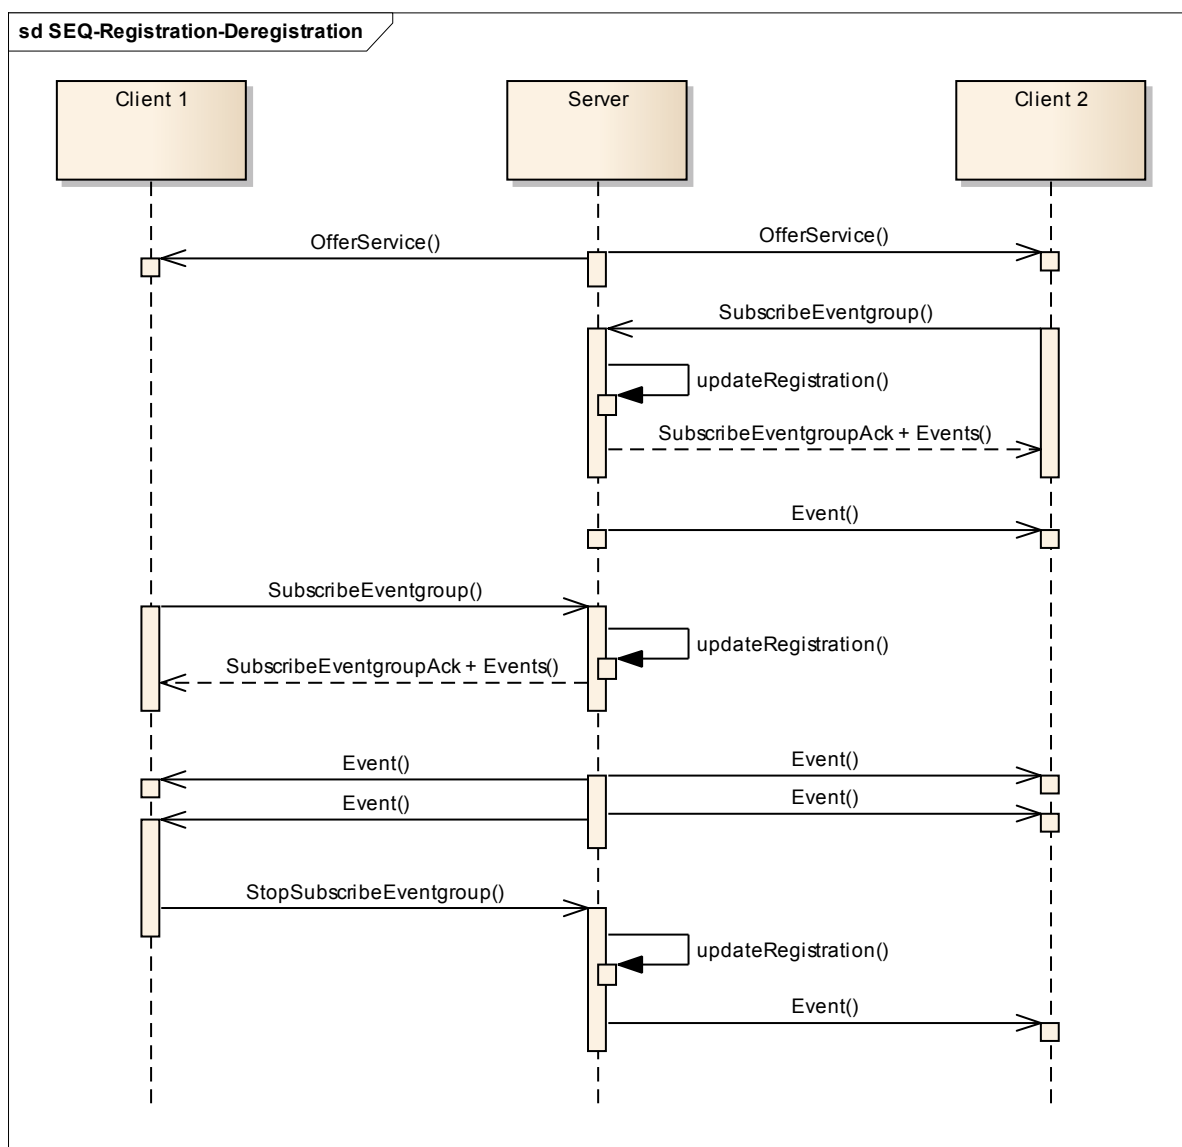 sd SEQ-Registration-Deregistration
Client 1
Server
Client 2
OfferService()
OfferService()
SubscribeEventgroup()
updateRegistration()
SubscribeEventgroupAck + Events()
Event()
SubscribeEventgroup()
updateRegistration()
SubscribeEventgroupAck + Events()
Event()
Event()
Event()
Event()
StopSubscribeEventgroup()
updateRegistration()
Event()